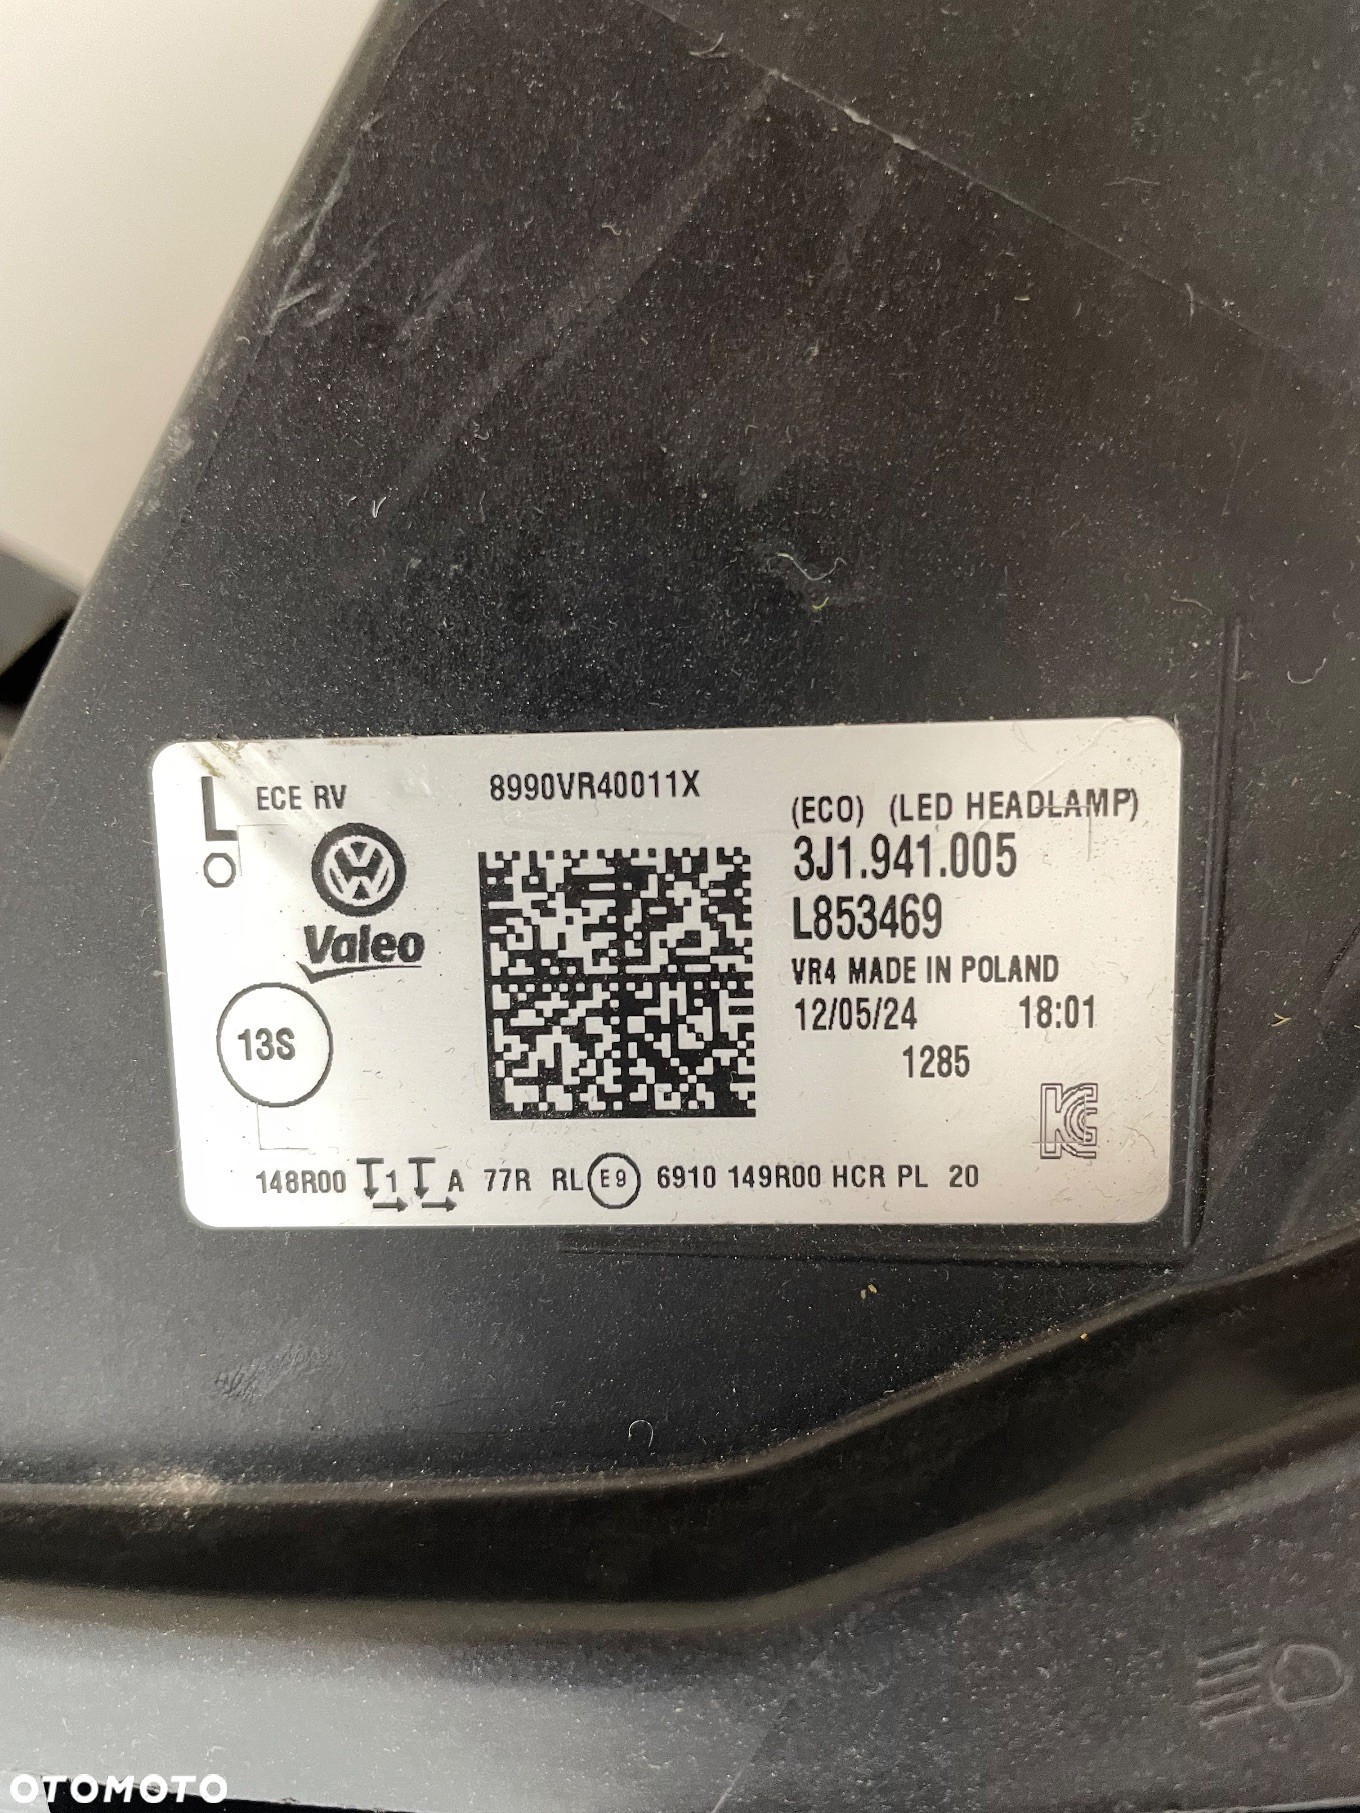 L
ECE RV
8990VR40011X
(ECO) (LED HEADLAMP)
3J1.941.005
L853469
VR4 MADE IN POLAND
12/05/24 18:01
1285
Valeo
13S
148R00 1 A 77R RL E9 6910 149R00 HCR PL 20
OTOMOTO